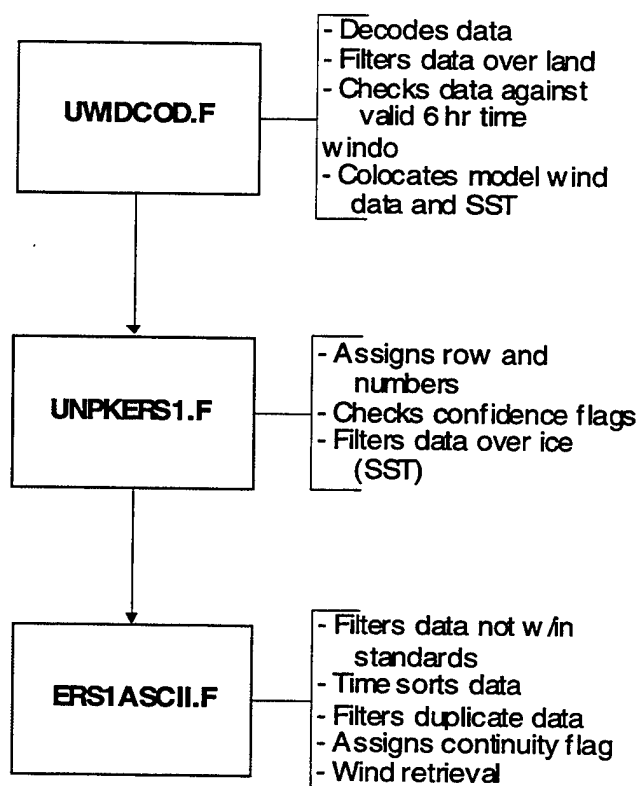 UWIDCOD.F
- Decodes data
- Filters data over land
- Checks data against
valid 6 hr time
windo
- Colocates model wind
data and SST
UNPKERS1.F
- Assigns row and
numbers
- Checks confidence flags
- Filters data over ice
(SST)
ERS1ASCII.F
- Filters data not w/in
standards
- Time sorts data
- Filters duplicate data
- Assigns continuity flag
- Wind retrieval